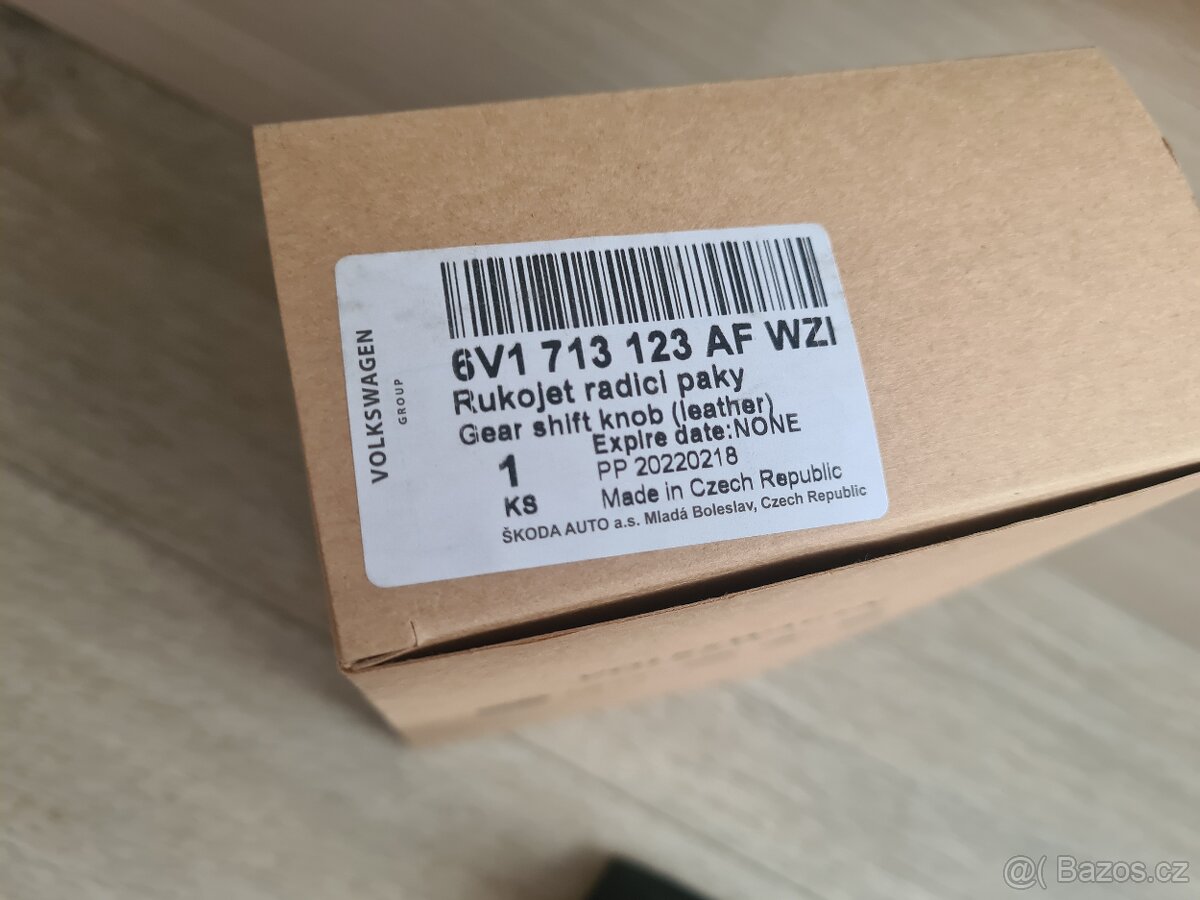 VOLKSWAGEN
GROUP
6V1 713 123 AF WZI
Rukojet radici paky
Gear shift knob (leather)
Expire date:NONE
1
PP 20220218
KS
Made in Czech Republic
ŠKODA AUTO a.s. Mladá Boleslav, Czech Republic
@( Bazos.cz